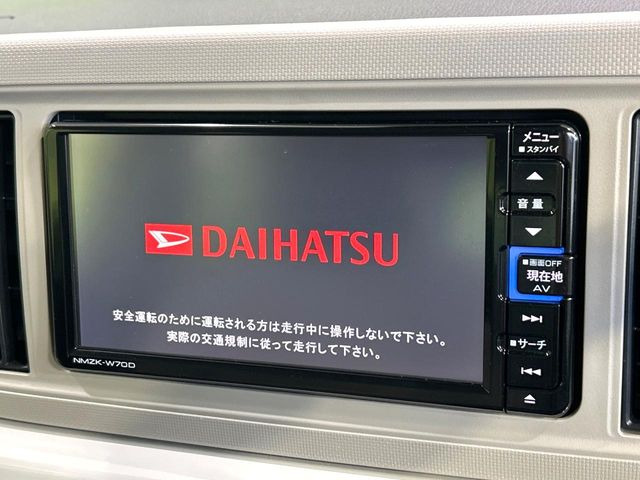 DAIHATSU
安全運転のために運転される方は走行中に操作しないで下さい。
実際の交通規制に従って走行して下さい。
NMZK-W70D
メニュー
■ スタンバイ
音量
■ 画面OFF
現在地
AV
■ サーチ